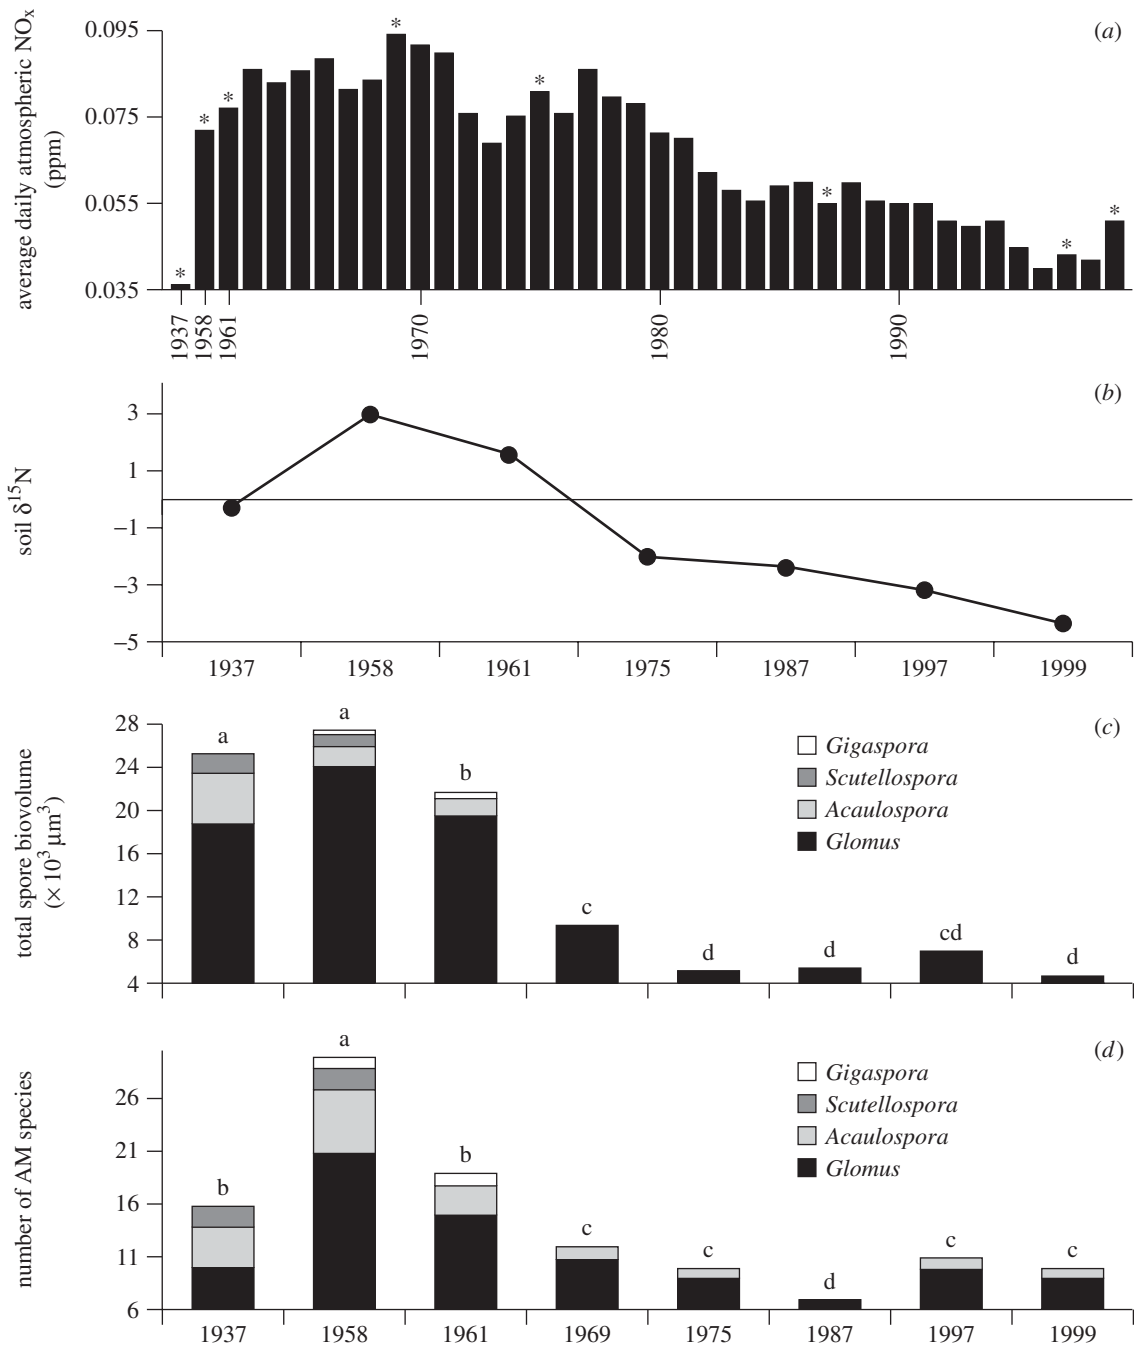 (a)
average daily atmospheric NOx
(ppm)
0.095
0.075
0.055
0.035
* * * * * * * *
1937 1958 1961 1970 1980 1990
(b)
soil δ15N
3
1
−1
−3
−5
1937 1958 1961 1975 1987 1997 1999
(c)
total spore biovolume
(× 103 μm3)
28
24
20
16
12
8
4
a a b c d d cd d
Gigaspora
Scutellospora
Acaulospora
Glomus
(d)
number of AM species
26
21
16
11
6
b a b c c d c c
Gigaspora
Scutellospora
Acaulospora
Glomus
1937 1958 1961 1969 1975 1987 1997 1999